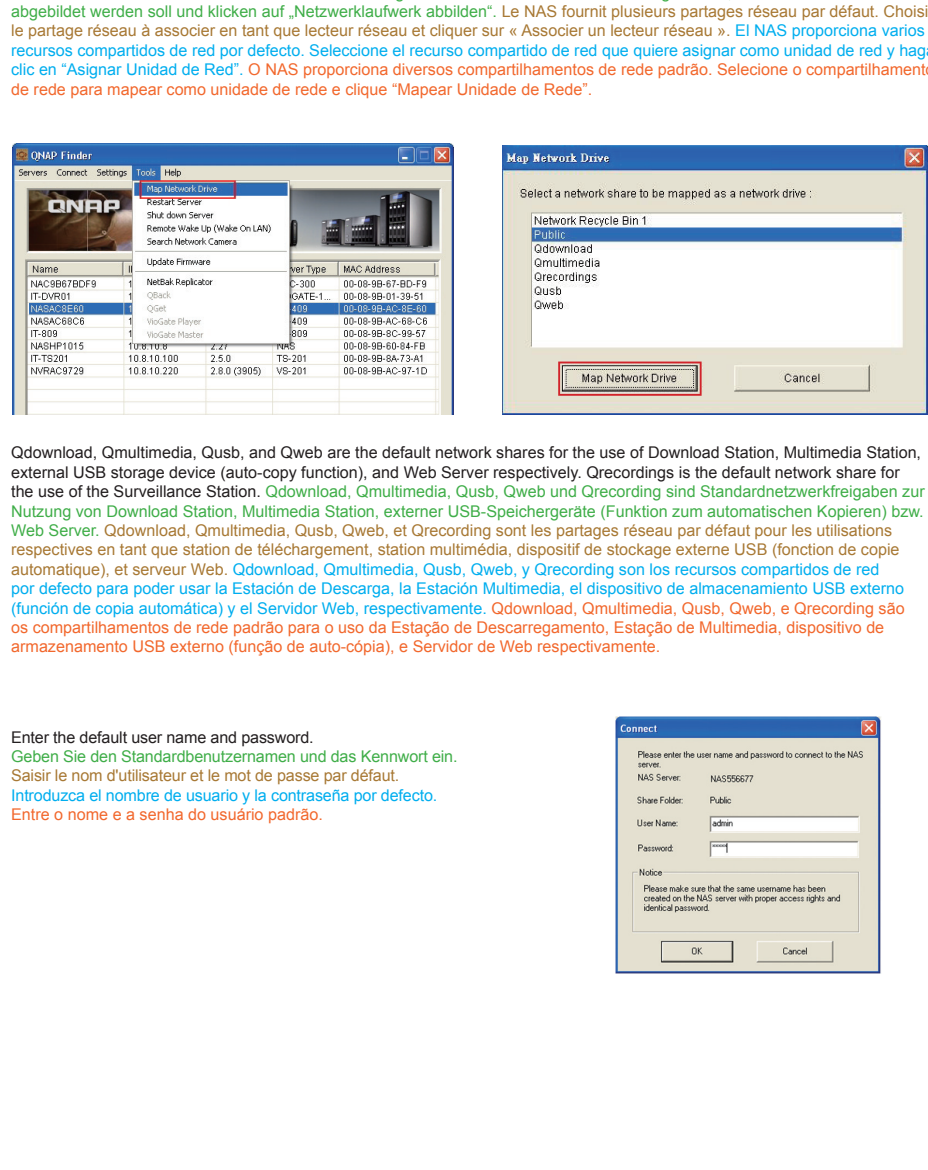 abgebildet werden soll und klicken auf „Netzwerklaufwerk abbilden“. Le NAS fournit plusieurs partages réseau par défaut. Choisi
le partage réseau à associer en tant que lecteur réseau et cliquer sur « Associer un lecteur réseau ». El NAS proporciona varios
recursos compartidos de red por defecto. Seleccione el recurso compartido de red que quiere asignar como unidad de red y haga
clic en “Asignar Unidad de Red”. O NAS proporciona diversos compartilhamentos de rede padrão. Selecione o compartilhamento
de rede para mapear como unidade de rede e clique “Mapear Unidade de Rede”.
QNAP Finder
Servers Connect Settings Tools Help
Map Network Drive
Restart Server
Shut down Server
Remote Wake Up (Wake On LAN)
Search Network Camera
Update Firmware
NetBak Replicator
QBack
QGet
VioGate Player
VioGate Master
QNAP
Name ver Type MAC Address
NAC9B67BDF9 1 C-300 00-08-9B-67-BD-F9
IT-DVR01 1 GATE-1... 00-08-9B-01-39-51
NASAC8E60 1 409 00-08-9B-AC-8E-60
NASAC68C6 1 409 00-08-9B-AC-68-C6
IT-809 1 809 00-08-9B-8C-99-57
NASHP1015 10.8.10.8 2.27 NAS 00-08-9B-60-84-FB
IT-TS201 10.8.10.100 2.5.0 TS-201 00-08-9B-8A-73-A1
NVRAC9729 10.8.10.220 2.8.0 (3905) VS-201 00-08-9B-AC-97-1D
Map Network Drive
Select a network share to be mapped as a network drive :
Network Recycle Bin 1
Public
Qdownload
Qmultimedia
Qrecordings
Qusb
Qweb
Map Network Drive Cancel
Qdownload, Qmultimedia, Qusb, and Qweb are the default network shares for the use of Download Station, Multimedia Station,
external USB storage device (auto-copy function), and Web Server respectively. Qrecordings is the default network share for
the use of the Surveillance Station. Qdownload, Qmultimedia, Qusb, Qweb und Qrecording sind Standardnetzwerkfreigaben zur
Nutzung von Download Station, Multimedia Station, externer USB-Speichergeräte (Funktion zum automatischen Kopieren) bzw.
Web Server. Qdownload, Qmultimedia, Qusb, Qweb, et Qrecording sont les partages réseau par défaut pour les utilisations
respectives en tant que station de téléchargement, station multimédia, dispositif de stockage externe USB (fonction de copie
automatique), et serveur Web. Qdownload, Qmultimedia, Qusb, Qweb, y Qrecording son los recursos compartidos de red
por defecto para poder usar la Estación de Descarga, la Estación Multimedia, el dispositivo de almacenamiento USB externo
(función de copia automática) y el Servidor Web, respectivamente. Qdownload, Qmultimedia, Qusb, Qweb, e Qrecording são
os compartilhamentos de rede padrão para o uso da Estação de Descarregamento, Estação de Multimedia, dispositivo de
armazenamento USB externo (função de auto-cópia), e Servidor de Web respectivamente.
Enter the default user name and password.
Geben Sie den Standardbenutzernamen und das Kennwort ein.
Saisir le nom d'utilisateur et le mot de passe par défaut.
Introduzca el nombre de usuario y la contraseña por defecto.
Entre o nome e a senha do usuário padrão.
Connect
Please enter the user name and password to connect to the NAS
server.
NAS Server: NAS556677
Share Folder: Public
User Name: admin
Password: *****
Notice
Please make sure that the same username has been
created on the NAS server with proper access rights and
identical password.
OK Cancel